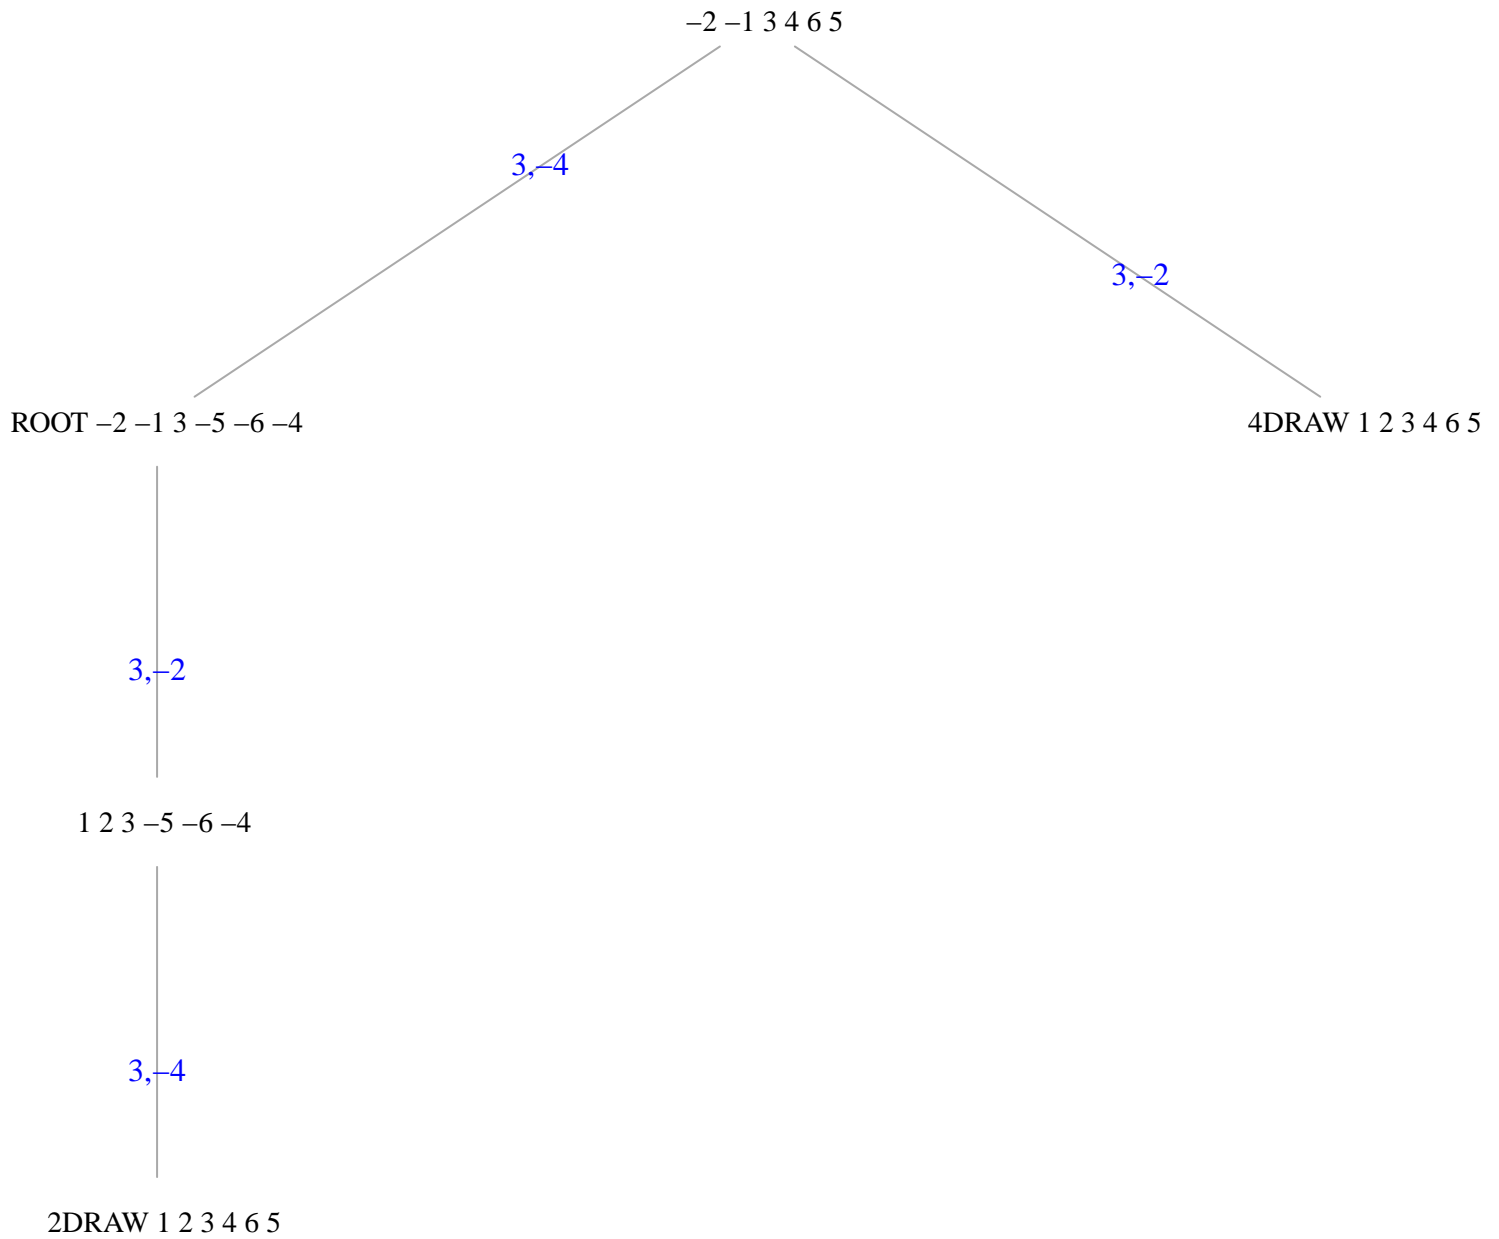 –2 –1 3 4 6 5
3,–4
3,–2
ROOT –2 –1 3 –5 –6 –4
4DRAW 1 2 3 4 6 5
3,–2
1 2 3 –5 –6 –4
3,–4
2DRAW 1 2 3 4 6 5